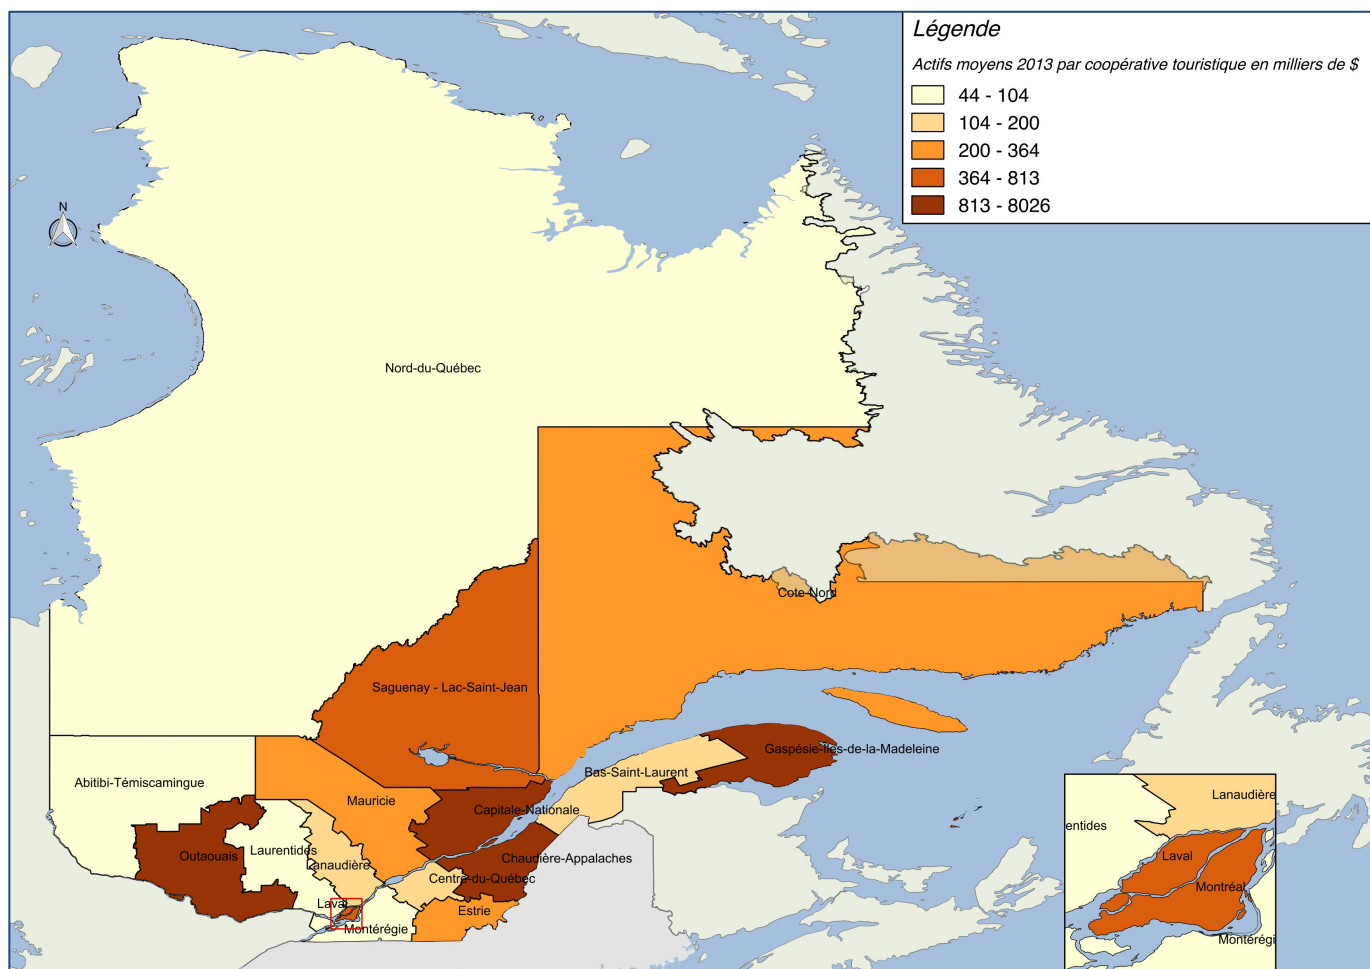 Légende
Actifs moyens 2013 par coopérative touristique en milliers de $
44 - 104
104 - 200
200 - 364
364 - 813
813 - 8026
N
Nord-du-Québec
Cote-Nord
Saguenay - Lac-Saint-Jean
Gaspésie-Iles-de-la-Madeleine
Bas-Saint-Laurent
Abitibi-Témiscamingue
Mauricie
Capitale-Nationale
Outaouais
Laurentides
Lanaudière
Chaudière-Appalaches
Centre-du-Québec
Laval
Estrie
Montérégie
Lanaudière
entides
Laval
Montréal
Montérégi